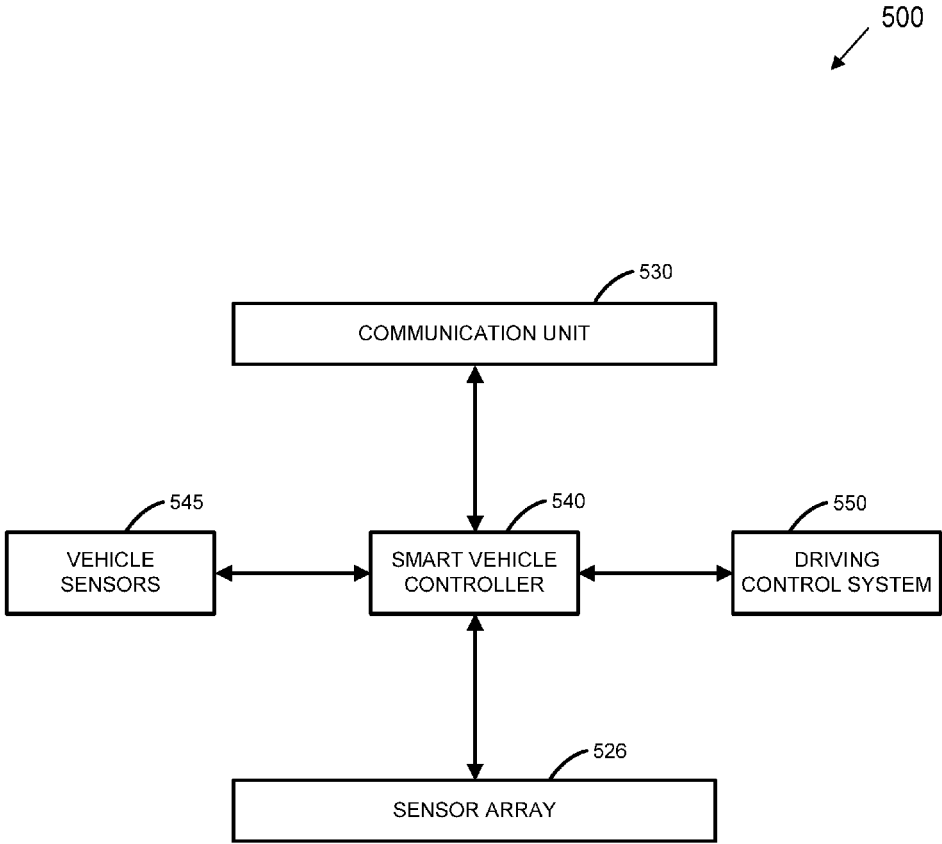 500
530
COMMUNICATION UNIT
545
540
550
VEHICLE
SENSORS
SMART VEHICLE
CONTROLLER
DRIVING
CONTROL SYSTEM
526
SENSOR ARRAY